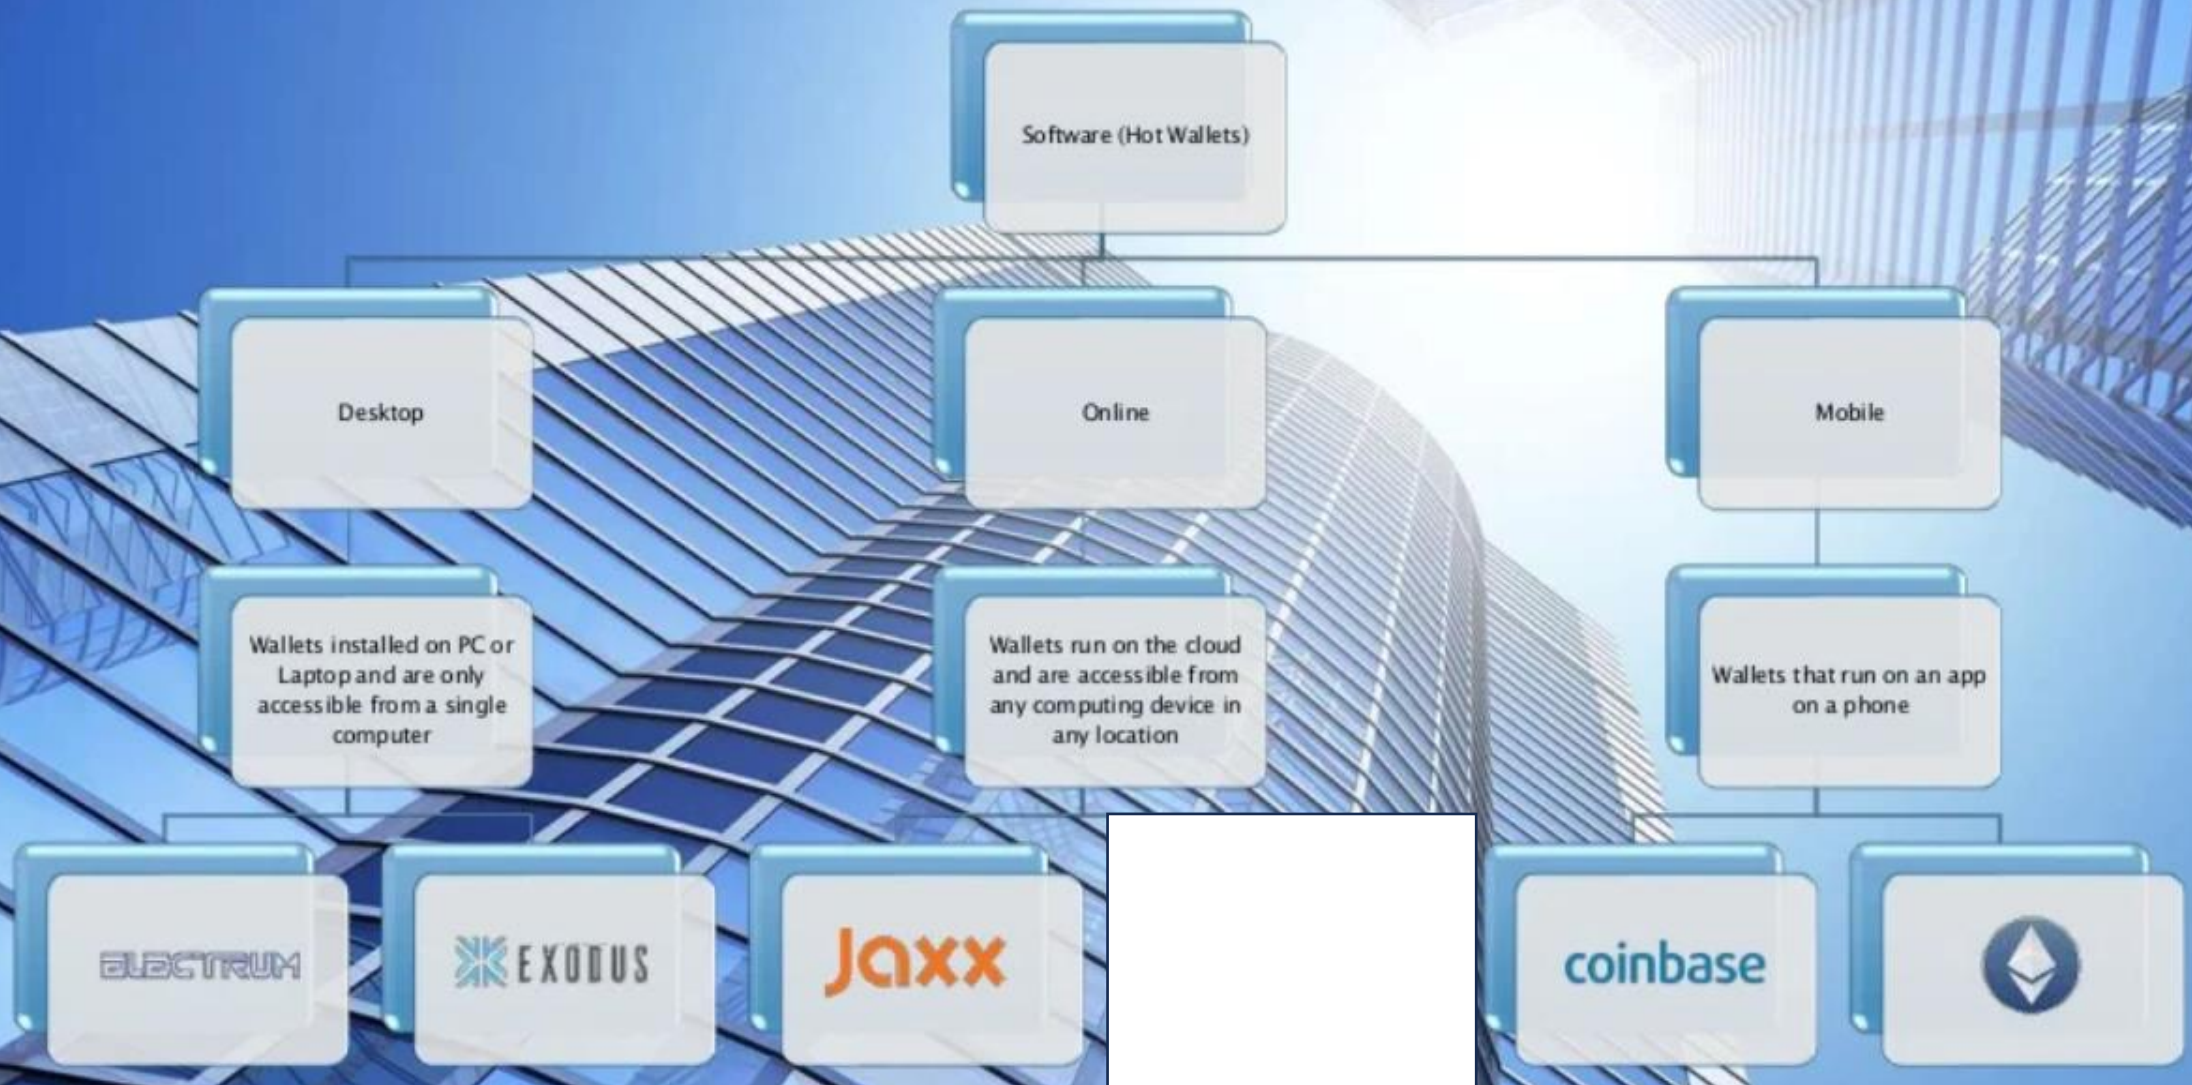 Software (Hot Wallets)
Desktop
Online
Mobile
Wallets installed on PC or
Laptop and are only
accessible from a single
computer
Wallets run on the cloud
and are accessible from
any computing device in
any location
Wallets that run on an app
on a phone
ELECTRUM
EXODUS
Jaxx
coinbase